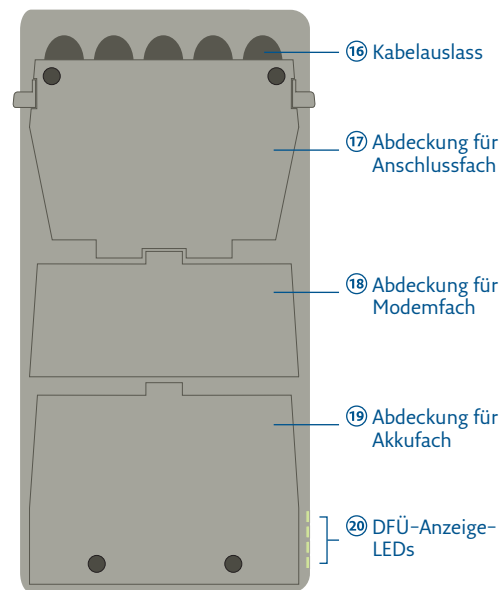 ⑯ Kabelauslass
⑰ Abdeckung für
Anschlussfach
⑱ Abdeckung für
Modemfach
⑲ Abdeckung für
Akkufach
⑳ DFÜ-Anzeige-
LEDs